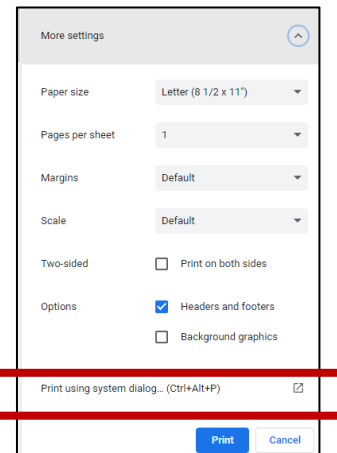 More settings
Paper size Letter (8 1/2 x 11")
Pages per sheet 1
Margins Default
Scale Default
Two-sided Print on both sides
Options Headers and footers
Background graphics
Print using system dialog... (Ctrl+Alt+P)
Print Cancel